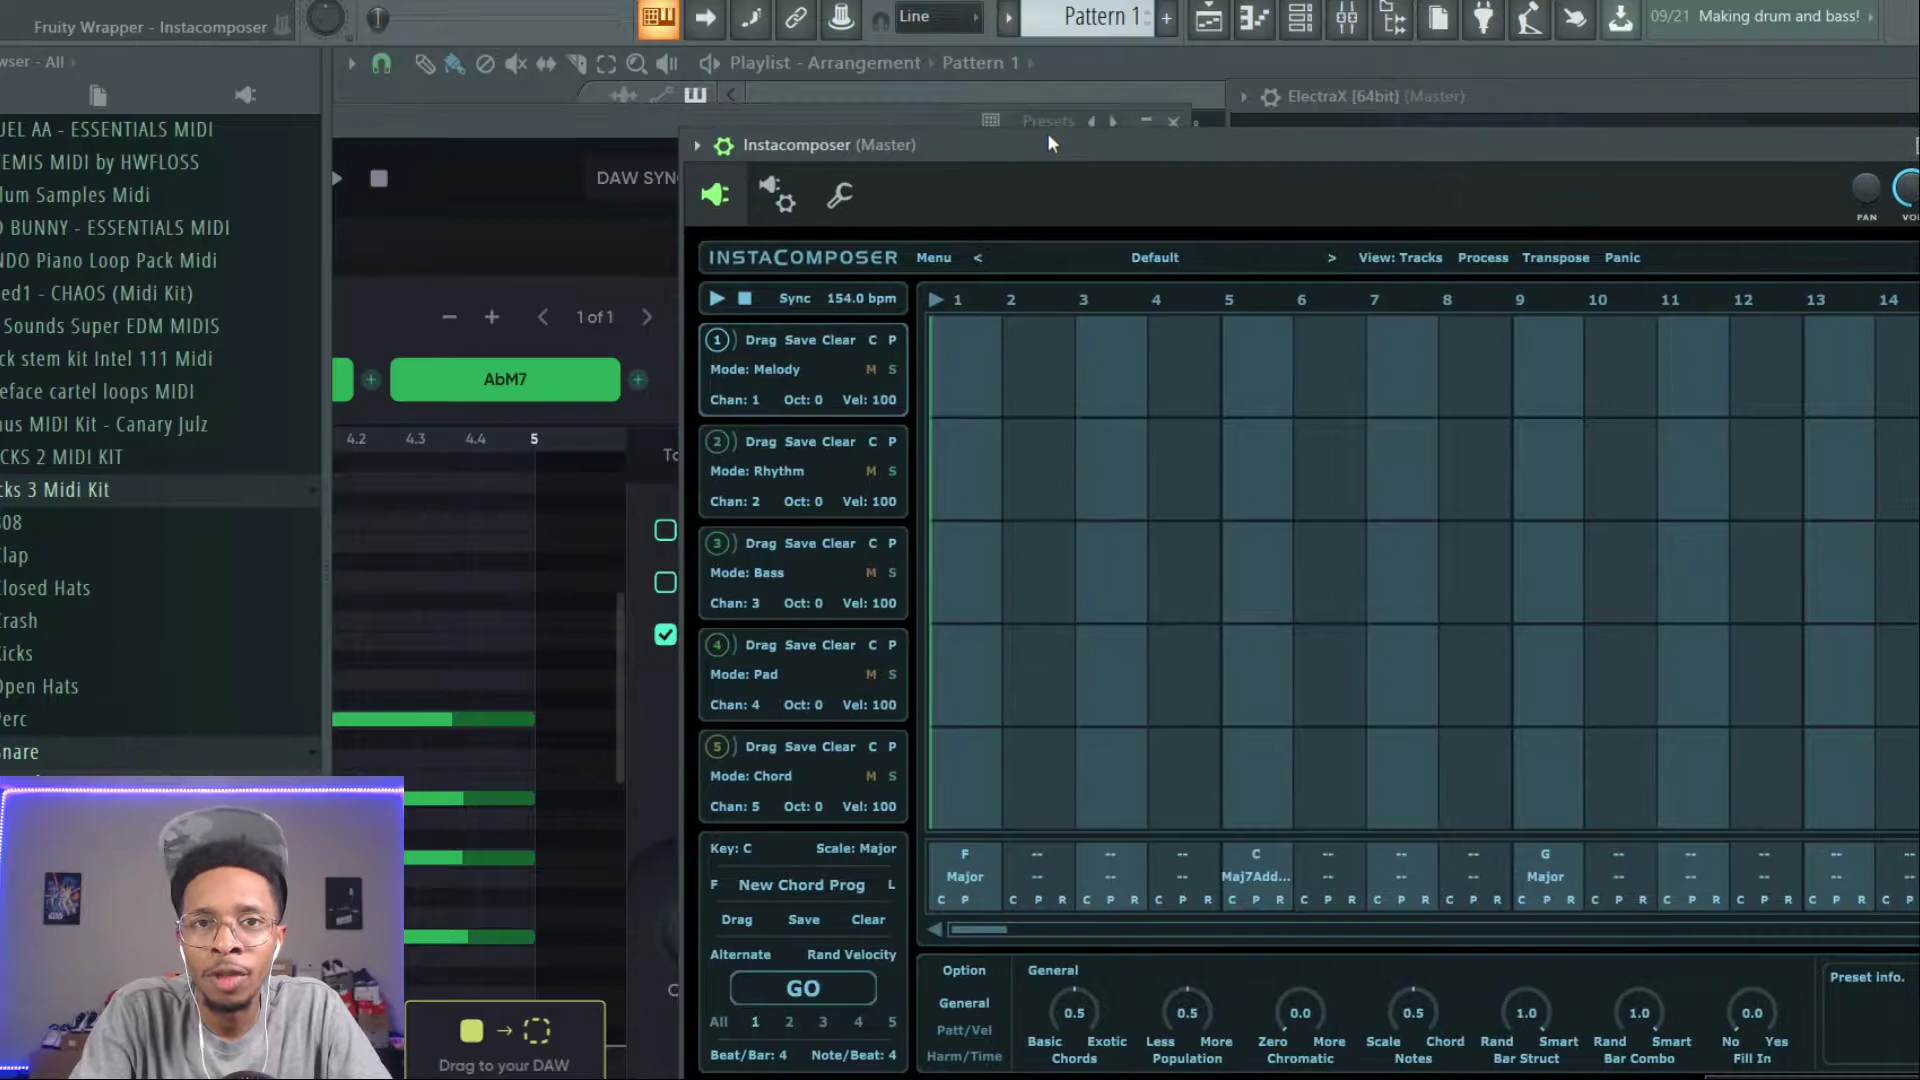 Fruity Wrapper - Instacomposer
Line
Pattern 1
09/21 Making drum and bass!
wser - All
Playlist - Arrangement
Pattern 1
ElectraX [64bit] (Master)
Presets
Instacomposer (Master)
UEL AA - ESSENTIALS MIDI
EMIS MIDI by HWFLOSS
lum Samples Midi
O BUNNY - ESSENTIALS MIDI
NDO Piano Loop Pack Midi
ed1 - CHAOS (Midi Kit)
Sounds Super EDM MIDIS
ck stem kit Intel 111 Midi
eface cartel loops MIDI
us MIDI Kit - Canary Julz
CKS 2 MIDI KIT
cks 3 Midi Kit
808
Clap
Closed Hats
Crash
Kicks
Open Hats
Perc
Snare
DAW SYN
1 of 1
AbM7
4.2 4.3 4.4 5
Drag to your DAW
PAN VOL
INSTACOMPOSER Menu < Default > View: Tracks Process Transpose Panic
Sync 154.0 bpm
1 2 3 4 5 6 7 8 9 10 11 12 13 14
1 Drag Save Clear C P
Mode: Melody M S
Chan: 1 Oct: 0 Vel: 100
2 Drag Save Clear C P
Mode: Rhythm M S
Chan: 2 Oct: 0 Vel: 100
3 Drag Save Clear C P
Mode: Bass M S
Chan: 3 Oct: 0 Vel: 100
4 Drag Save Clear C P
Mode: Pad M S
Chan: 4 Oct: 0 Vel: 100
5 Drag Save Clear C P
Mode: Chord M S
Chan: 5 Oct: 0 Vel: 100
Key: C Scale: Major
F New Chord Prog L
Drag Save Clear
Alternate Rand Velocity
GO
All 1 2 3 4 5
Beat/Bar: 4 Note/Beat: 4
F -- -- -- C -- -- -- G -- -- -- -- --
Major -- -- -- Maj7Add... -- -- -- Major -- -- -- -- --
C P C P R C P R C P R C P R C P R C P R C P R C P R C P R C P R C P R C P R C P
Option
General
Patt/Vel
Harm/Time
General
0.5 0.5 0.0 0.5 1.0 1.0 0.0
Basic Exotic Less More Zero More Scale Chord Rand Smart Rand Smart No Yes
Chords Population Chromatic Notes Bar Struct Bar Combo Fill In
Preset info.